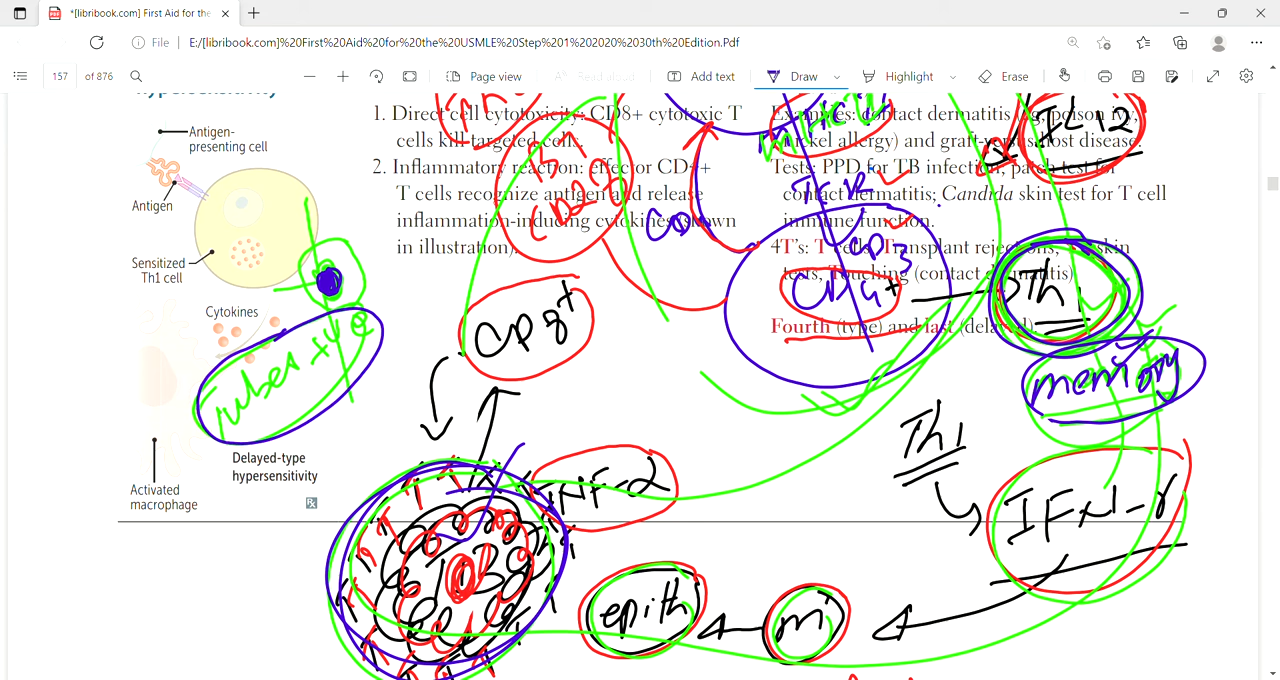 *[libribook.com] First Aid for the
File
E:/[libribook.com]%20First%20Aid%20for%20the%20USMLE%20Step%201%202020%2030th%20Edition.Pdf
157 of 876
Page view
Read aloud
Add text
Draw
Highlight
Erase
hypersensitivity
Antigen-
presenting cell
Antigen
Sensitized
Th1 cell
Cytokines
Delayed-type
hypersensitivity
Activated
macrophage
Rx
1. Direct cell cytotoxicity: CD8+ cytotoxic T
cells kill targeted cells.
2. Inflammatory reaction: effector CD4+
T cells recognize antigen and release
inflammation-inducing cytokines (shown
in illustration).
Examples: contact dermatitis (eg, poison ivy,
nickel allergy) and graft-versus-host disease.
Tests: PPD for TB infection; patch test for
contact dermatitis; Candida skin test for T cell
immune function.
4T's: T cells, Transplant rejections, TB skin
tests, Touching (contact dermatitis).
Fourth (type) and last (delayed).
IL-12
TCR
CD3
CD4+
Th1
memory
CD8+
Th1
TNF-α
IFN-γ
epith
m